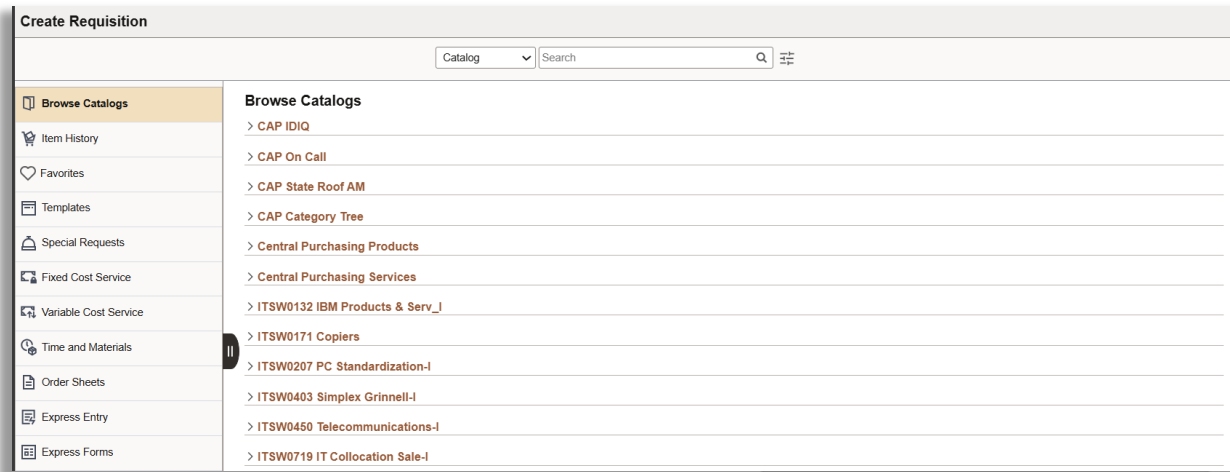 Create Requisition
Catalog
Search
Browse Catalogs
Item History
Favorites
Templates
Special Requests
Fixed Cost Service
Variable Cost Service
Time and Materials
Order Sheets
Express Entry
Express Forms
Browse Catalogs
CAP IDIQ
CAP On Call
CAP State Roof AM
CAP Category Tree
Central Purchasing Products
Central Purchasing Services
ITSW0132 IBM Products & Serv_I
ITSW0171 Copiers
ITSW0207 PC Standardization-I
ITSW0403 Simplex Grinnell-I
ITSW0450 Telecommunications-I
ITSW0719 IT Collocation Sale-I